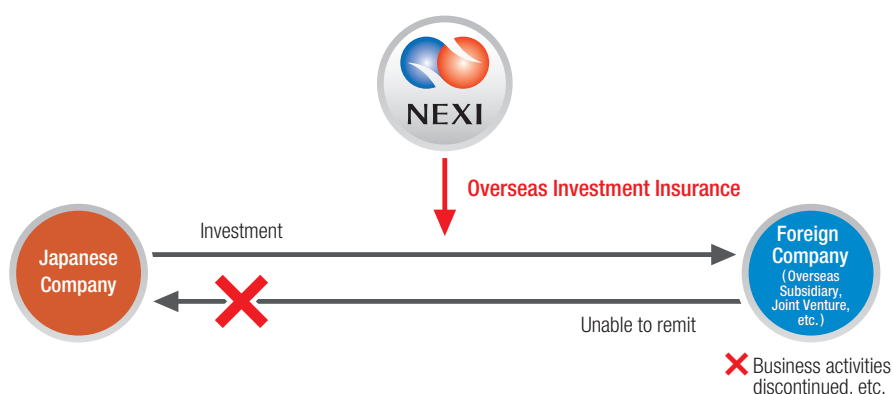 NEXI
Overseas Investment Insurance
Investment
Japanese
Company
Foreign
Company
(Overseas
Subsidiary,
Joint Venture,
etc.)
Unable to remit
Business activities
discontinued, etc.